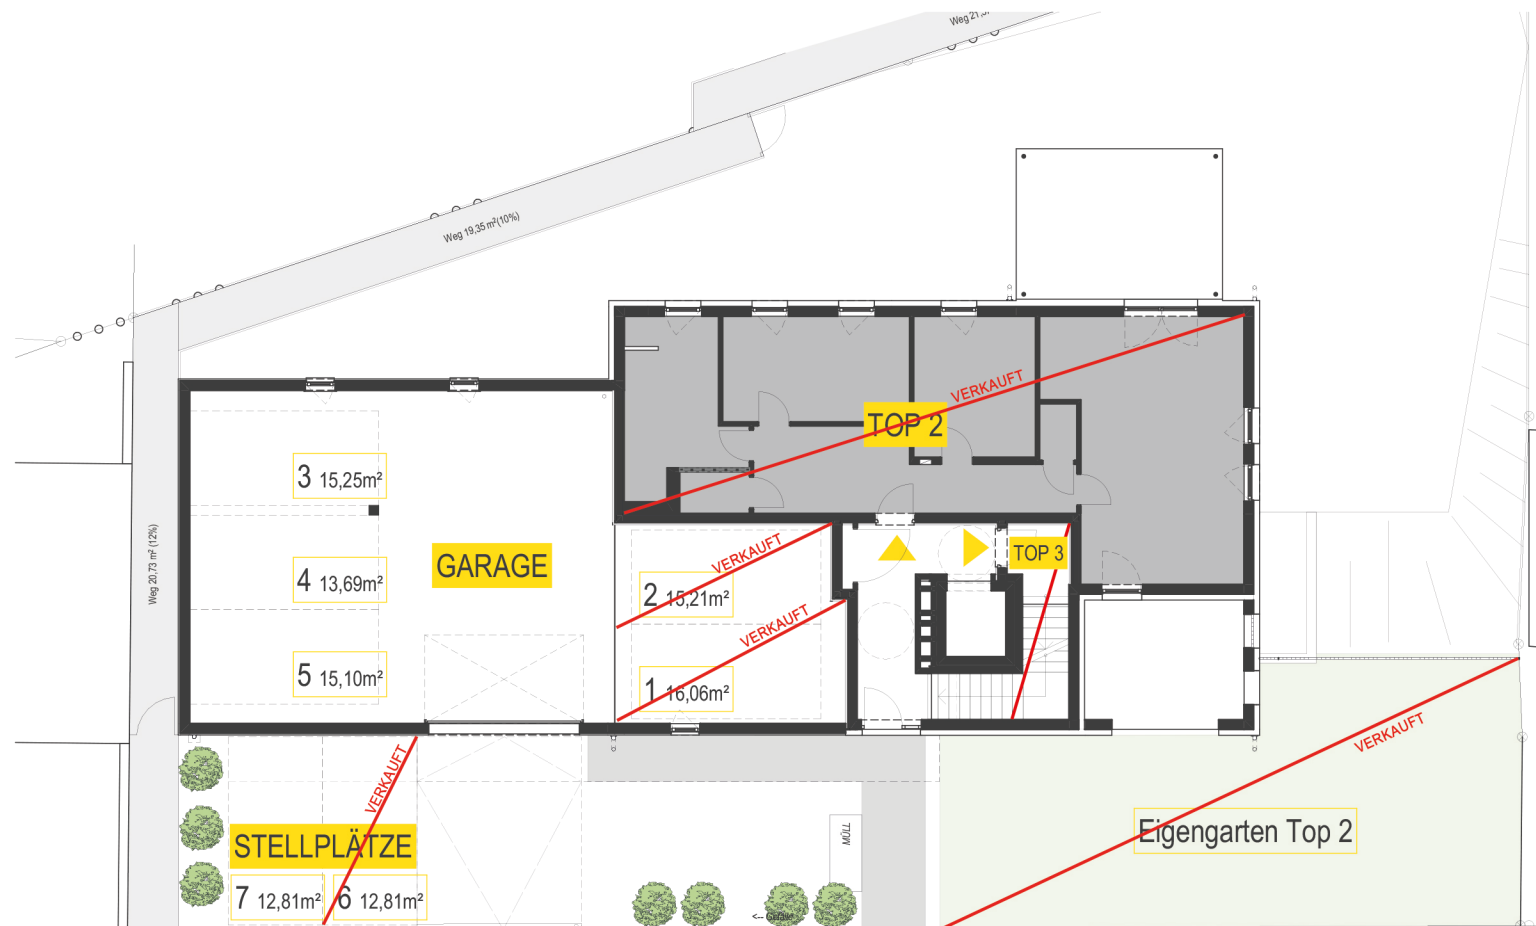 Weg 21,5
Weg 19,35 m² (10%)
Weg 20,73 m² (12%)
VERKAUFT
TOP 2
3 15,25m²
GARAGE
4 13,69m²
5 15,10m²
VERKAUFT
2 15,21m²
VERKAUFT
1 16,06m²
TOP 3
VERKAUFT
STELLPLÄTZE
7 12,81m²
6 12,81m²
MÜLL
VERKAUFT
Eigengarten Top 2